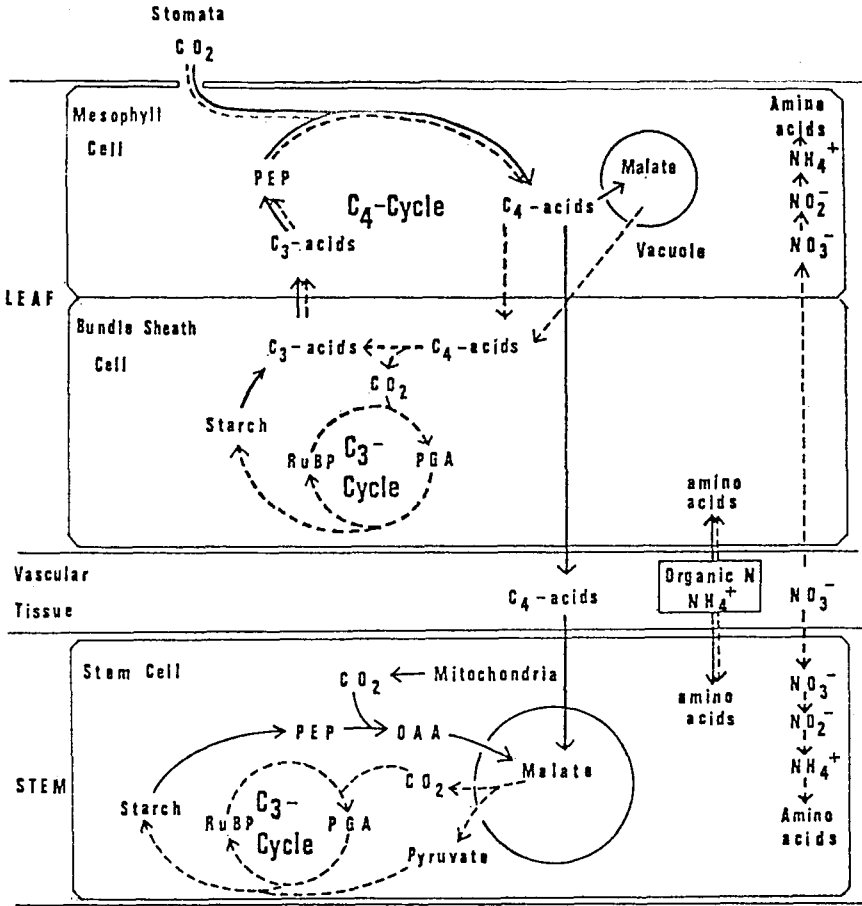 Stomata
CO2
Mesophyll
Cell
Amino
acids
NH4+
NO2-
NO3-
PEP
C4-Cycle
C4-acids
Malate
C3-acids
Vacuole
LEAF
Bundle Sheath
Cell
C3-acids
C4-acids
CO2
Starch
RuBP
C3-
Cycle
PGA
amino
acids
Vascular
Tissue
C4-acids
Organic N
NH4+
NO3-
Stem Cell
CO2
Mitochondria
amino
acids
NO3-
NO2-
NH4+
Amino
acids
PEP
OAA
STEM
Malate
CO2
Starch
RuBP
C3-
Cycle
PGA
Pyruvate